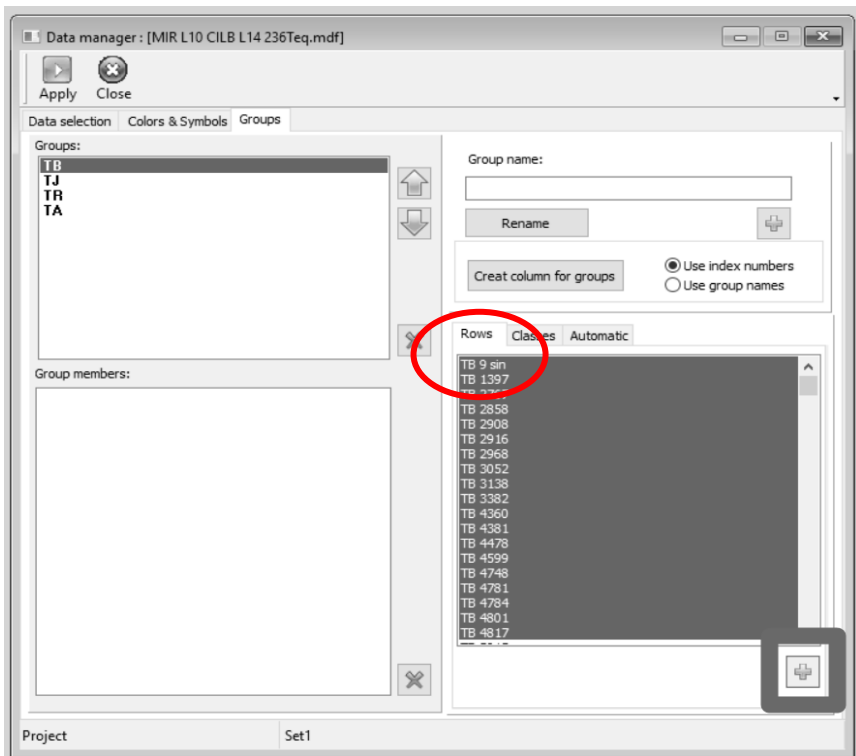 Data manager : [MIR L10 CILB L14 236Teq.mdf]
Apply Close
Data selection Colors & Symbols Groups
Groups:
TB
TJ
TR
TA
Group name:
Rename
Creat column for groups
Use index numbers
Use group names
Rows Classes Automatic
TB 9 sin
TB 1397
TB 2858
TB 2908
TB 2916
TB 2968
TB 3052
TB 3138
TB 3382
TB 4360
TB 4381
TB 4478
TB 4599
TB 4748
TB 4781
TB 4784
TB 4801
TB 4817
Group members:
Project Set1